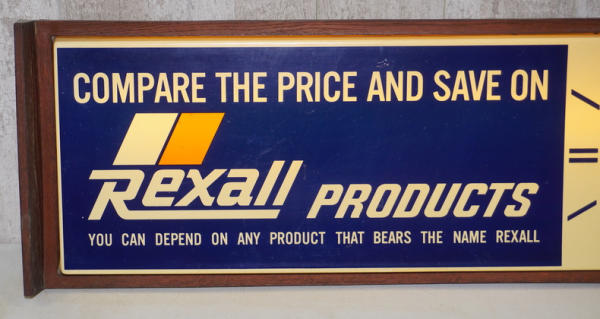 COMPARE THE PRICE AND SAVE ON
Rexall PRODUCTS
YOU CAN DEPEND ON ANY PRODUCT THAT BEARS THE NAME REXALL